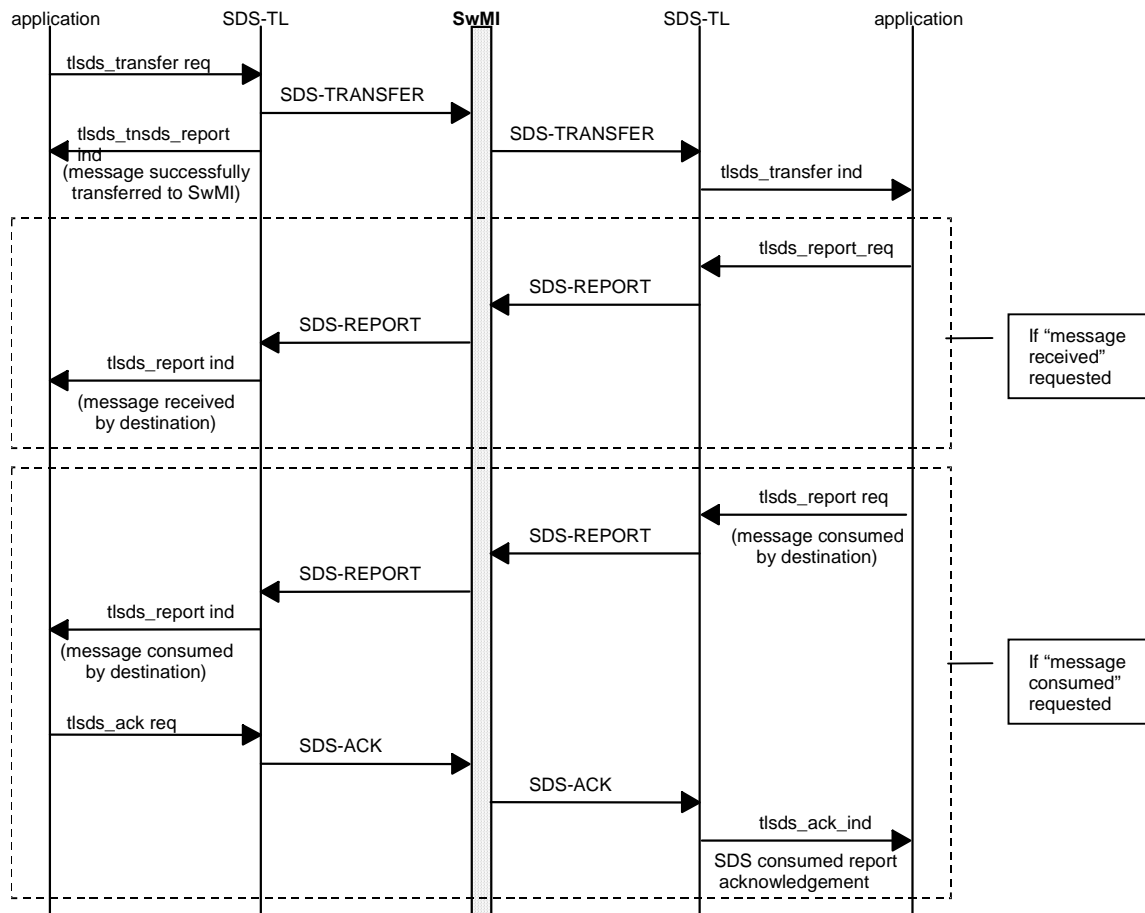 application
SDS-TL
SwMI
SDS-TL
application
tlsds_transfer req
SDS-TRANSFER
tlsds_tnsds_report
ind
(message successfully
transferred to SwMI)
SDS-TRANSFER
tlsds_transfer ind
tlsds_report_req
SDS-REPORT
SDS-REPORT
tlsds_report ind
(message received
by destination)
If “message
received”
requested
tlsds_report req
(message consumed
by destination)
SDS-REPORT
SDS-REPORT
tlsds_report ind
(message consumed
by destination)
If “message
consumed”
requested
tlsds_ack req
SDS-ACK
SDS-ACK
tlsds_ack_ind
SDS consumed report
acknowledgement